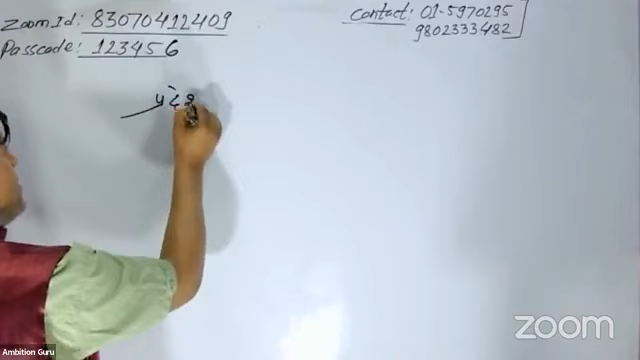 Zoom Id: 83070412409
Passcode: 123456
Contact: 01-5970295
9802333482
Ambition Guru
zoom